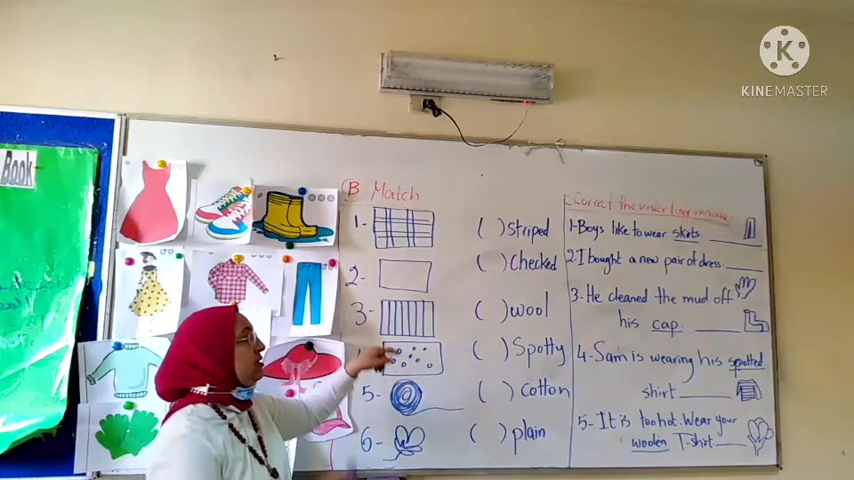 K
KINEMASTER
Book
B Match
1-
( ) striped
2-
( ) checked
3-
( ) wool
( ) Spotty
5-
( ) cotton
6-
( ) plain
C Correct the under lined mistake.
1-Boys like to wear skirts.
2-I bought a new pair of dress.
3-He cleaned the mud off
his cap.
4-Sam is wearing his spotted
shirt
5-It is too hot. Wear your
woolen T-shirt